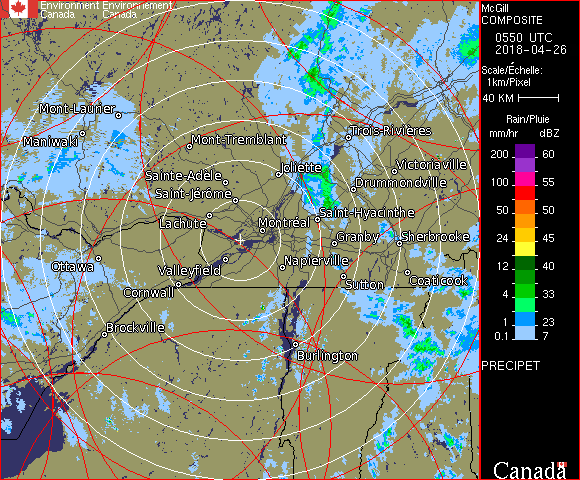 Environment Environnement
Canada Canada
McGill
COMPOSITE
0550 UTC
2018-04-26
Scale/Échelle:
1km/Pixel
40 KM
Rain/Pluie
mm/hr dBZ
200 60
100 55
50 50
24 45
12 40
4 33
1 23
0.1 7
PRECIPET
Canada
Mont-Laurier
Maniwaki
Mont-Tremblant
Trois-Rivières
Sainte-Adèle
Joliette
Victoriaville
Saint-Jérôme
Drummondville
Lachute
Montréal
Saint-Hyacinthe
Granby
Sherbrooke
Ottawa
Valleyfield
Napierville
Cornwall
Sutton
Coaticook
Brockville
Burlington